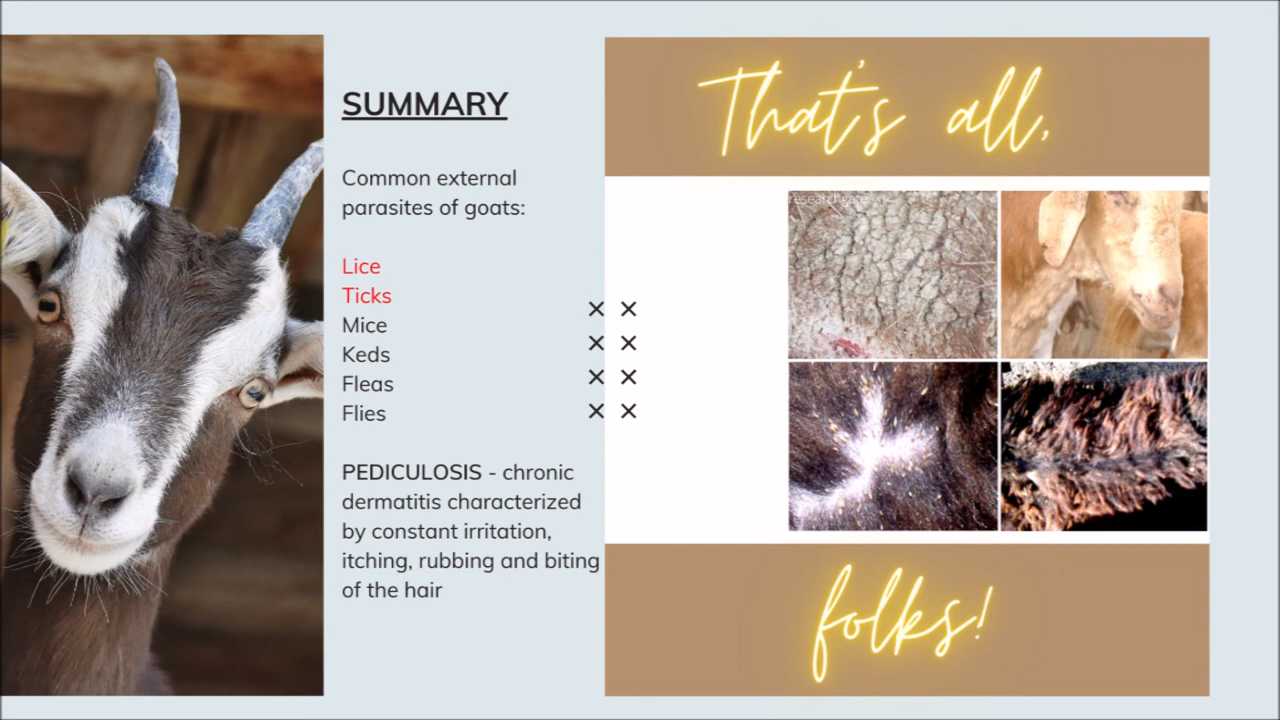 SUMMARY
Common external
parasites of goats:
Lice
Ticks
Mice
Keds
Fleas
Flies
PEDICULOSIS - chronic
dermatitis characterized
by constant irritation,
itching, rubbing and biting
of the hair
That's all,
researchgate
folks!